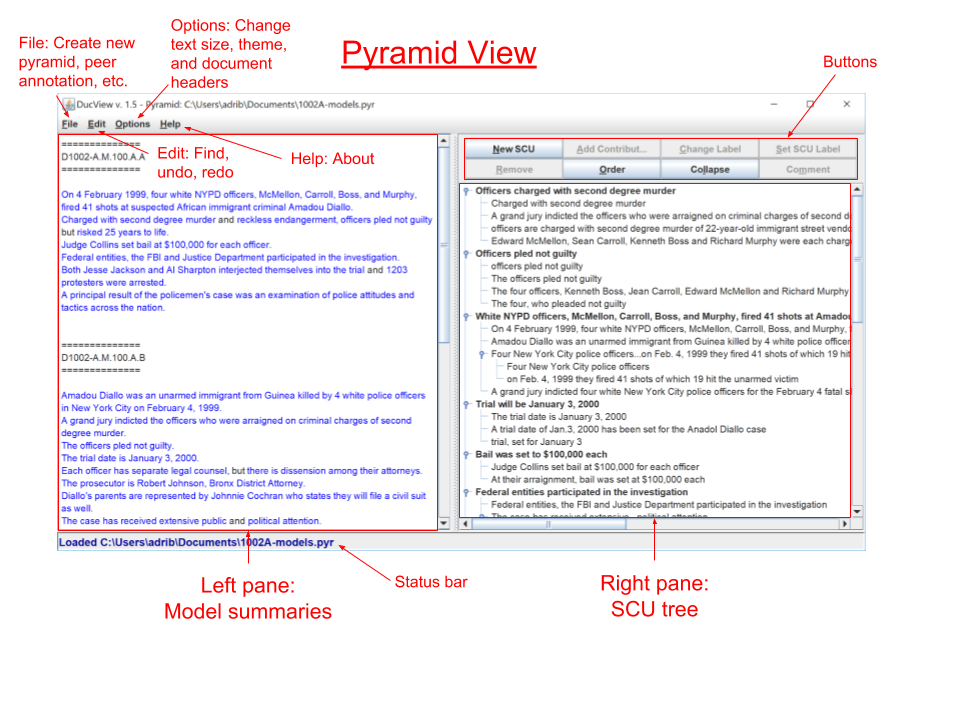 Pyramid View
File: Create new
pyramid, peer
annotation, etc.
Options: Change
text size, theme,
and document
headers
Buttons
DucView v. 1.5 - Pyramid: C:\Users\adrib\Documents\1002A-models.pyr
File Edit Options Help
Edit: Find,
undo, redo
Help: About
==============
D1002-A.M.100.A.A
==============
On 4 February 1999, four white NYPD officers, McMellon, Carroll, Boss, and Murphy,
fired 41 shots at suspected African immigrant criminal Amadou Diallo.
Charged with second degree murder and reckless endangerment, officers pled not guilty
but risked 25 years to life.
Judge Collins set bail at $100,000 for each officer.
Federal entities, the FBI and Justice Department participated in the investigation.
Both Jesse Jackson and Al Sharpton interjected themselves into the trial and 1203
protesters were arrested.
A principal result of the policemen's case was an examination of police attitudes and
tactics across the nation.
==============
D1002-A.M.100.A.B
==============
Amadou Diallo was an unarmed immigrant from Guinea killed by 4 white police officers
in New York City on February 4, 1999.
A grand jury indicted the officers who were arraigned on criminal charges of second
degree murder.
The officers pled not guilty.
The trial date is January 3, 2000.
Each officer has separate legal counsel, but there is dissension among their attorneys.
The prosecutor is Robert Johnson, Bronx District Attorney.
Diallo's parents are represented by Johnnie Cochran who states they will file a civil suit
as well.
The case has received extensive public and political attention.
New SCU Add Contribut... Change Label Set SCU Label
Remove Order Collapse Comment
Officers charged with second degree murder
Charged with second degree murder
A grand jury indicted the officers who were arraigned on criminal charges of second d
officers are charged with second degree murder of 22-year-old immigrant street vendo
Edward McMellon, Sean Carroll, Kenneth Boss and Richard Murphy were each charg
Officers pled not guilty
officers pled not guilty
The officers pled not guilty
The four officers, Kenneth Boss, Jean Carroll, Edward McMellon and Richard Murphy
The four, who pleaded not guilty
White NYPD officers, McMellon, Carroll, Boss, and Murphy, fired 41 shots at Amadou
On 4 February 1999, four white NYPD officers, McMellon, Carroll, Boss, and Murphy,
Amadou Diallo was an unarmed immigrant from Guinea killed by 4 white police officer
Four New York City police officers...on Feb. 4, 1999 they fired 41 shots of which 19 hit
Four New York City police officers
on Feb. 4, 1999 they fired 41 shots of which 19 hit the unarmed victim
A grand jury indicted four white New York City police officers for the February 4 fatal s
Trial will be January 3, 2000
The trial date is January 3, 2000
A trial date of Jan.3, 2000 has been set for the Anadol Diallo case
trial, set for January 3
Bail was set to $100,000 each
Judge Collins set bail at $100,000 for each officer
At their arraignment, bail was set at $100,000 each
Federal entities participated in the investigation
Federal entities, the FBI and Justice Department participated in the investigation
The case has received extensive...political attention
Loaded C:\Users\adrib\Documents\1002A-models.pyr
Left pane:
Model summaries
Status bar
Right pane:
SCU tree